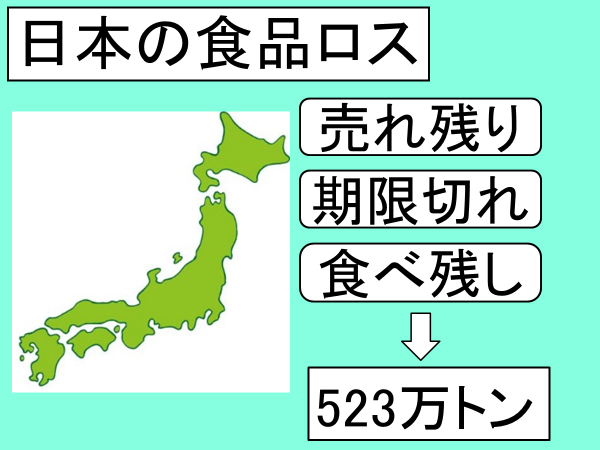 日本の食品ロス
売れ残り
期限切れ
食べ残し
523万トン